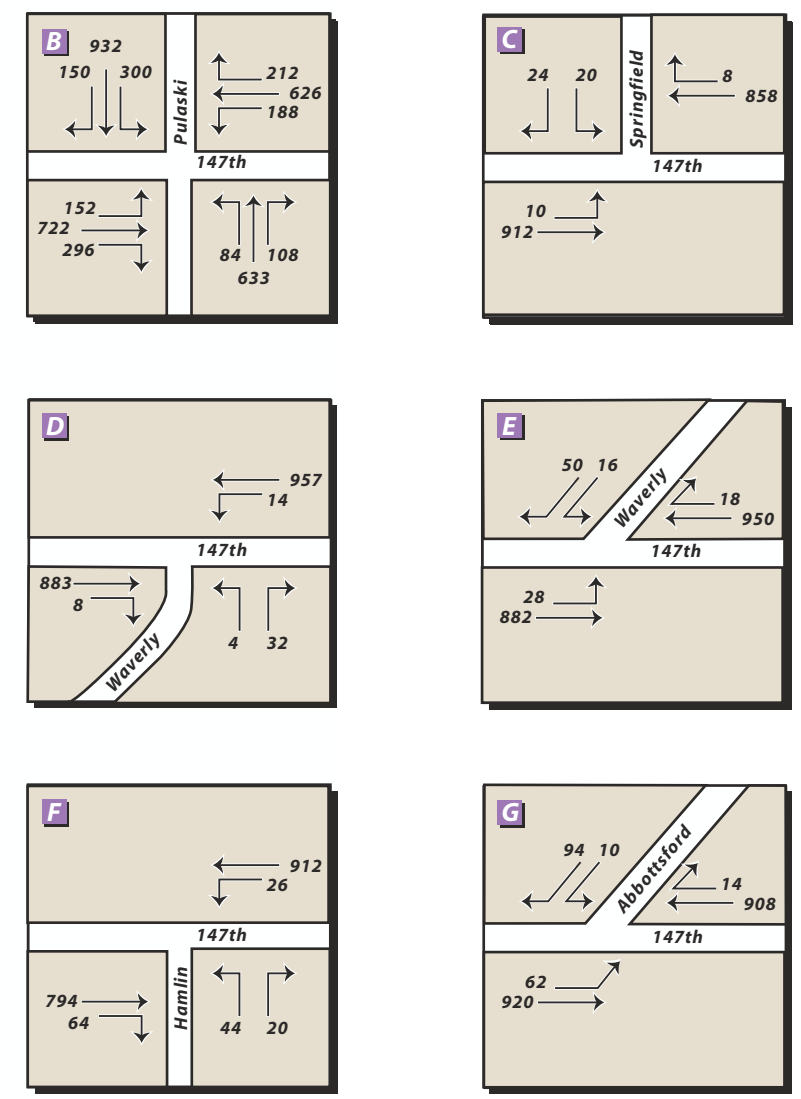 B
932
150 300
Pulaski
212
626
188
147th
152
722
296
84 108
633
C
24 20
Springfield
8
858
147th
10
912
D
957
14
147th
883
8
Waverly
4 32
E
50 16
Waverly
18
950
147th
28
882
F
912
26
147th
794
64
Hamlin
44 20
G
94 10
Abbottsford
14
908
147th
62
920